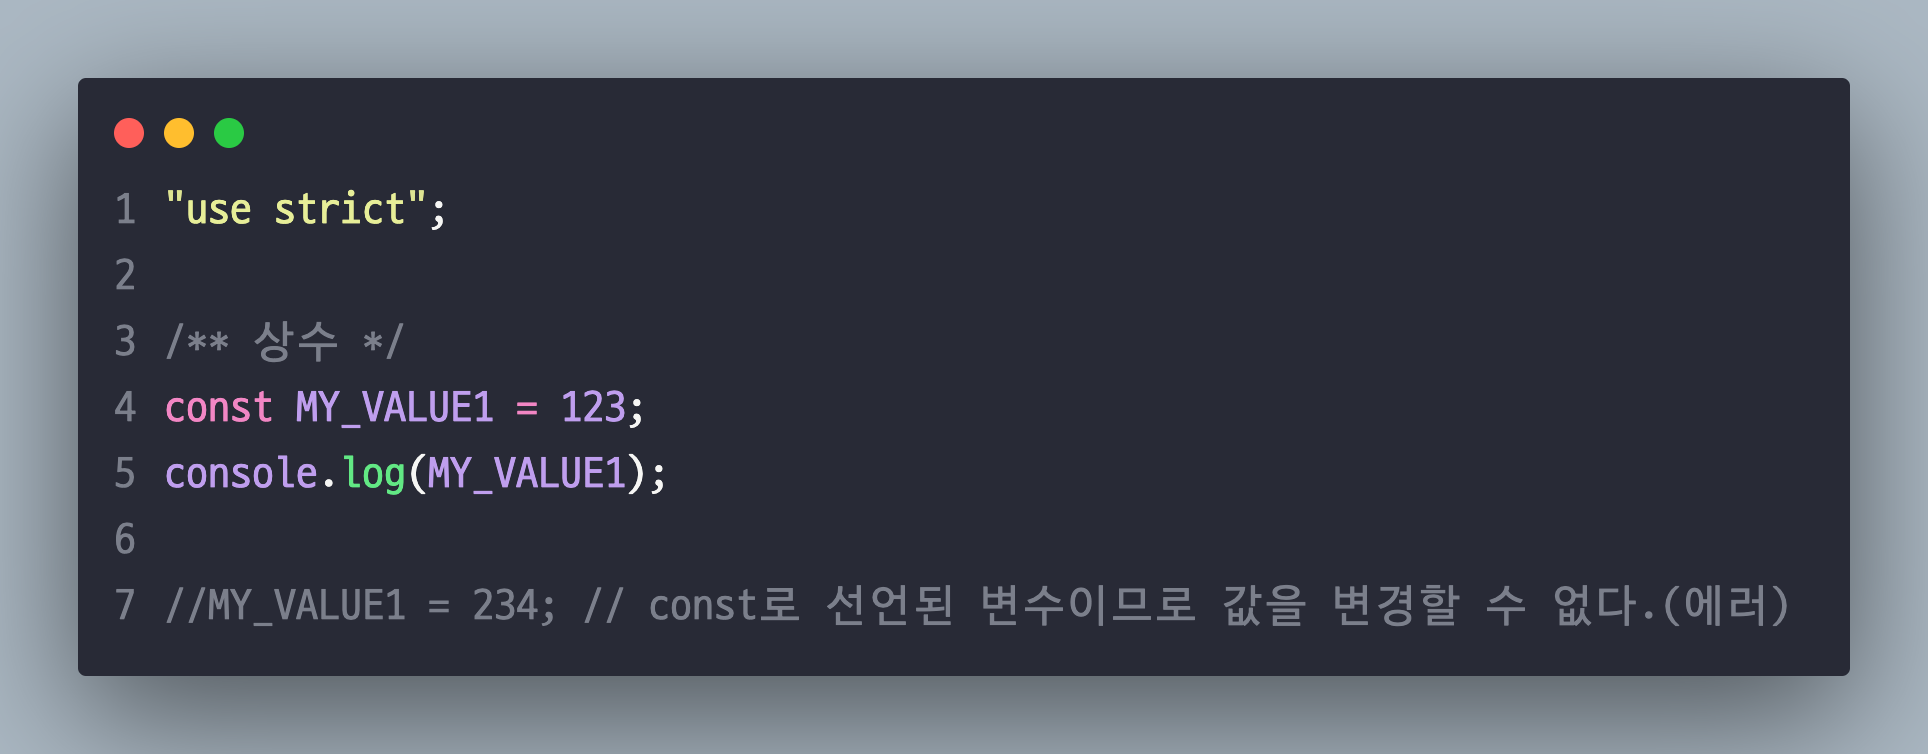 1 "use strict";
2
3 /** 상수 */
4 const MY_VALUE1 = 123;
5 console.log(MY_VALUE1);
6
7 //MY_VALUE1 = 234; // const로 선언된 변수이므로 값을 변경할 수 없다.(에러)